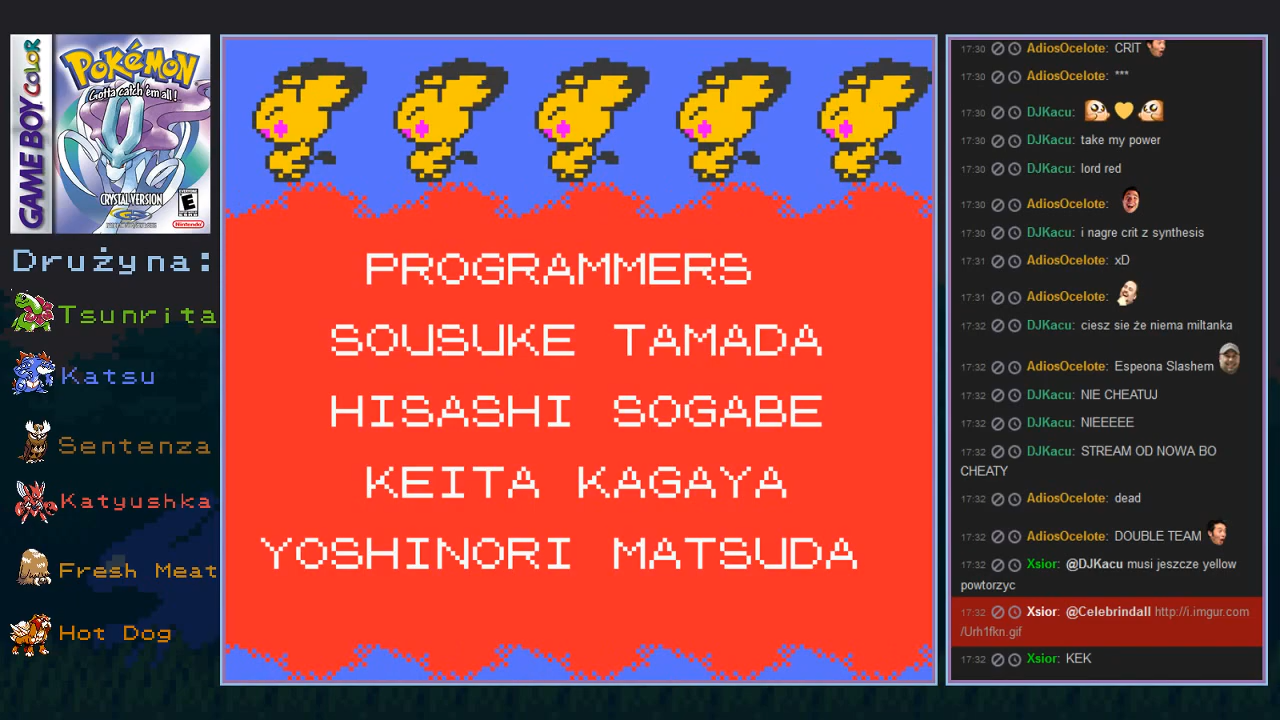 GAME BOY COLOR
POKéMON
Gotta catch 'em all!
CRYSTAL VERSION
EVERYONE
E
Nintendo
Drużyna:
Tsunrita
Katsu
Sentenza
Katyushka
Fresh Meat
Hot Dog
PROGRAMMERS
SOUSUKE TAMADA
HISASHI SOGABE
KEITA KAGAYA
YOSHINORI MATSUDA
17:30 AdiosOcelote: CRIT
17:30 AdiosOcelote: ***
17:30 DJKacu:
17:30 DJKacu: take my power
17:30 DJKacu: lord red
17:30 AdiosOcelote:
17:30 DJKacu: i nagre crit z synthesis
17:31 AdiosOcelote: xD
17:31 AdiosOcelote:
17:32 DJKacu: ciesz sie że niema miltanka
17:32 AdiosOcelote: Espeona Slashem
17:32 DJKacu: NIE CHEATUJ
17:32 DJKacu: NIEEEEE
17:32 DJKacu: STREAM OD NOWA BO
CHEATY
17:32 AdiosOcelote: dead
17:32 AdiosOcelote: DOUBLE TEAM
17:32 Xsior: @DJKacu musi jeszcze yellow
powtorzyc
17:32 Xsior: @Celebrindall http://i.imgur.com
/Urh1fkn.gif
17:32 Xsior: KEK